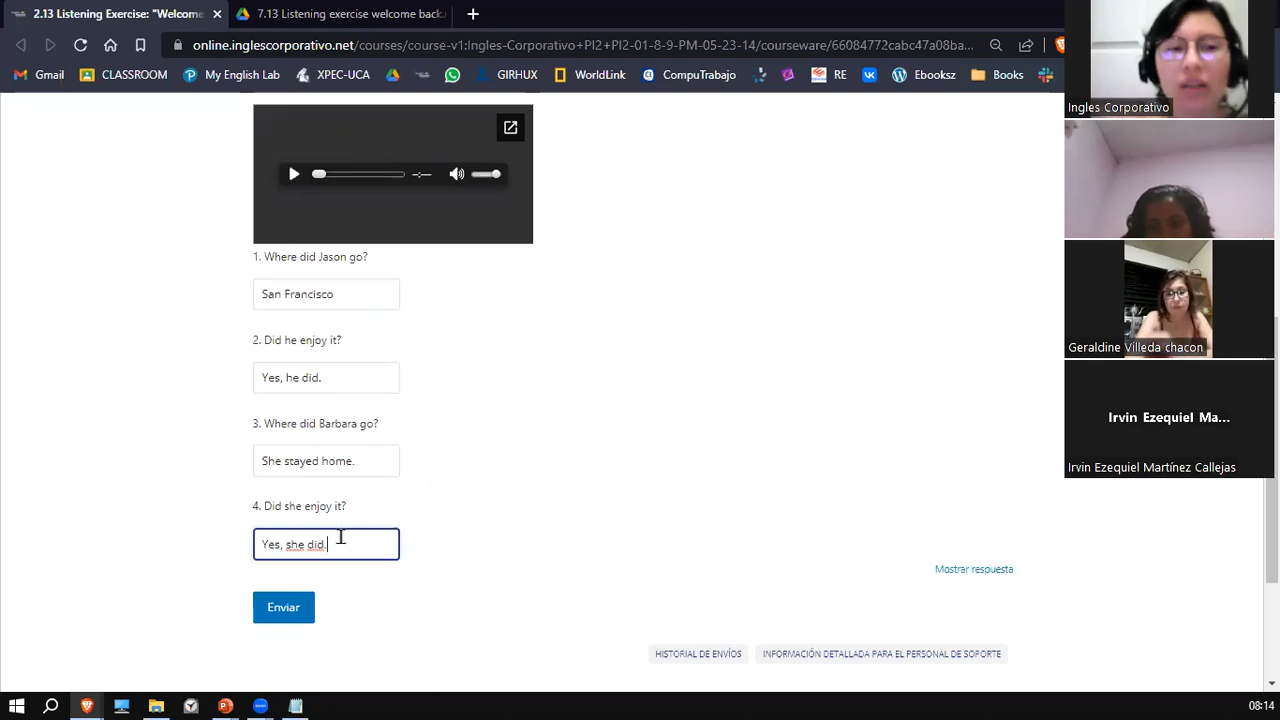 2.13 Listening Exercise: "Welcome
7.13 Listening exercise welcome back.
online.inglescorporativo.net/courses/course-v1:Ingles-Corporativo+PI2+PI2-01-8-9-PM-05-23-14/courseware/66084772cabc47a08ba...
Gmail
CLASSROOM
My English Lab
XPEC-UCA
GIRHUX
WorldLink
CompuTrabajo
RE
Ebooksz
Books
1. Where did Jason go?
San Francisco
2. Did he enjoy it?
Yes, he did.
3. Where did Barbara go?
She stayed home.
4. Did she enjoy it?
Yes, she did.
Mostrar respuesta
Enviar
HISTORIAL DE ENVÍOS
INFORMACIÓN DETALLADA PARA EL PERSONAL DE SOPORTE
Ingles Corporativo
Geraldine Villeda chacon
Irvin Ezequiel Ma...
Irvin Ezequiel Martínez Callejas
08:14